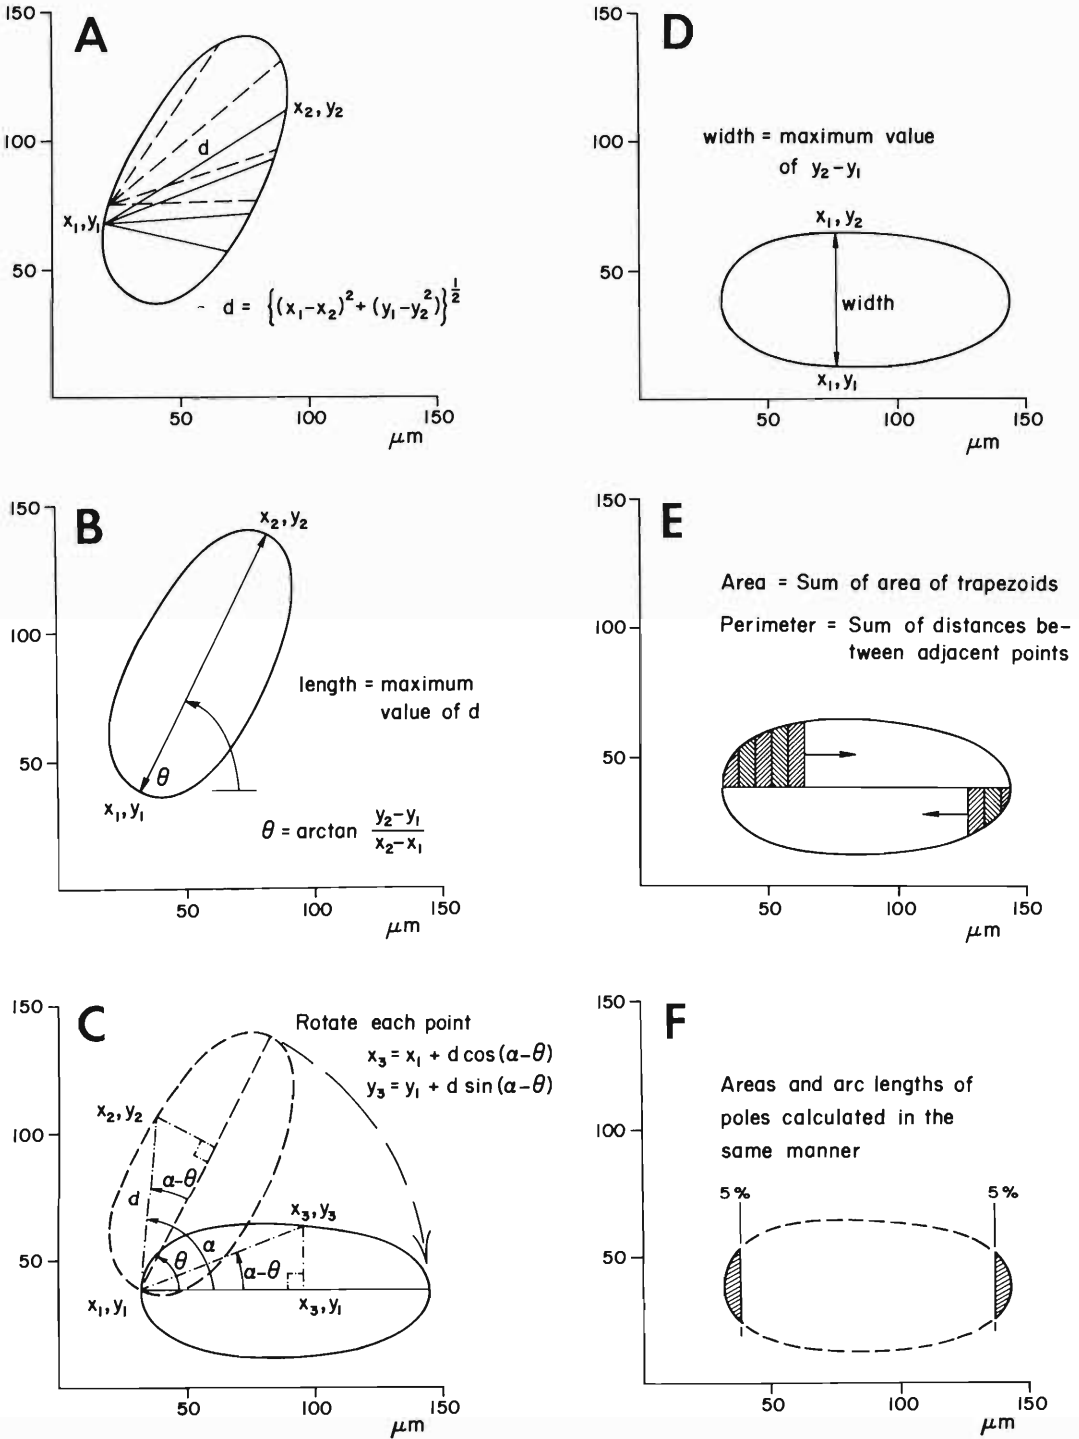 A
150
100
50
x₂, y₂
d
x₁, y₁
d = {(x₁–x₂)² + (y₁–y₂²)}^½
50 100 150
μm
B
150
100
50
x₂, y₂
length = maximum
value of d
θ
x₁, y₁
θ = arctan (y₂–y₁)/(x₂–x₁)
50 100 150
μm
C
150
100
50
Rotate each point
x₃ = x₁ + d cos (α–θ)
y₃ = y₁ + d sin (α–θ)
x₂, y₂
α–θ
d
x₃, y₃
α
θ
α–θ
x₁, y₁
x₃, y₁
50 100 150
μm
D
150
100
50
width = maximum value
of y₂–y₁
x₁, y₂
width
x₁, y₁
50 100 150
μm
E
150
100
50
Area = Sum of area of trapezoids
Perimeter = Sum of distances be-
tween adjacent points
50 100 150
μm
F
150
100
50
Areas and arc lengths of
poles calculated in the
same manner
5% 5%
50 100 150
μm